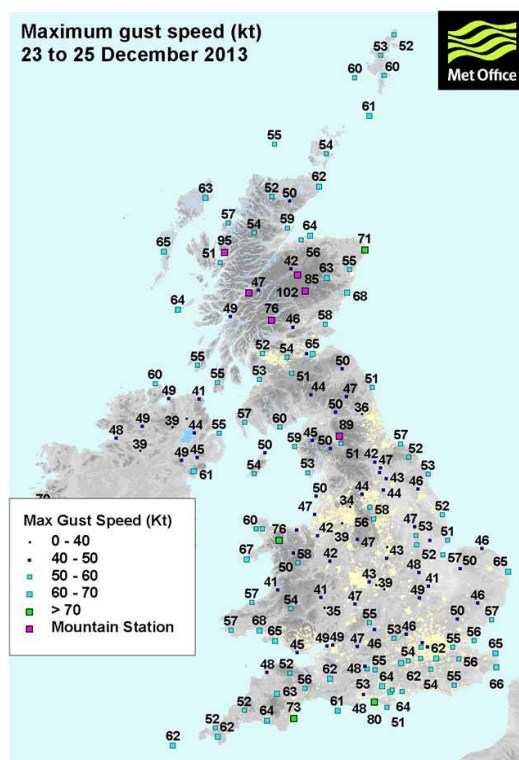 Maximum gust speed (kt)
23 to 25 December 2013
Met Office
53 52
60 60
61
55
54
62
63 52 50
57 54 59 64
65 51 95 56 71
42 63 55
47 102 85 68
64 49 76 46 58
52 54 65
55 53 51 50
60 55 44 47 51
49 41 50 36
48 49 39 44 55 57 60 89
39 49 45 59 45 50 51 57 52
61 54 50 53 42 47 43 53
50 44 44 46
47 34 58 52
60 76 42 56 53 51
67 58 39 47 43 52 57 50 46 65
50 42 48
41 41 43 39 49 41 46
57 54 35 47 50 57
68 65 55 53 46
57 45 49 49 47 46 54 62 55 56 65
48 52 62 48 55 64 62 54 56 55 66
56 63 53
52 64 73 61 48 80 64 51
62 52
Max Gust Speed (Kt)
0 - 40
40 - 50
50 - 60
60 - 70
> 70
Mountain Station